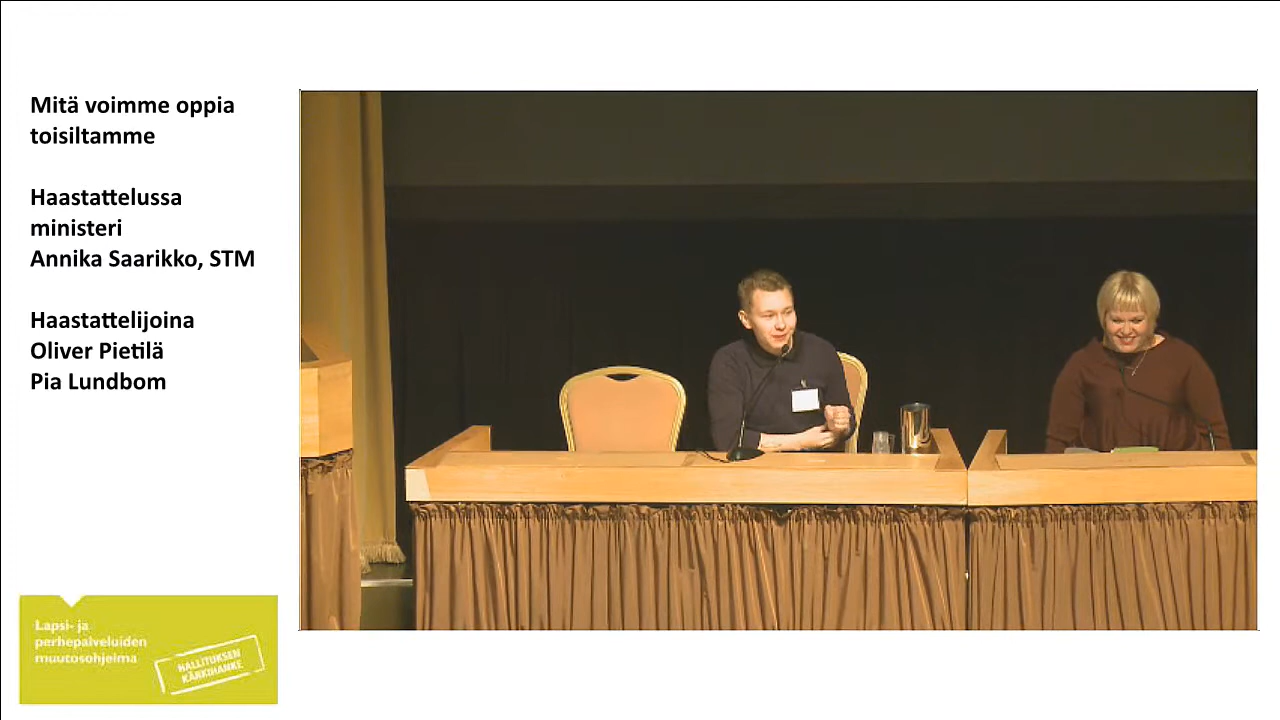 Mitä voimme oppia
toisiltamme
Haastattelussa
ministeri
Annika Saarikko, STM
Haastattelijoina
Oliver Pietilä
Pia Lundbom
Lapsi- ja
perhepalveluiden
muutosohjelma
HALLITUKSEN
KÄRKIHANKE